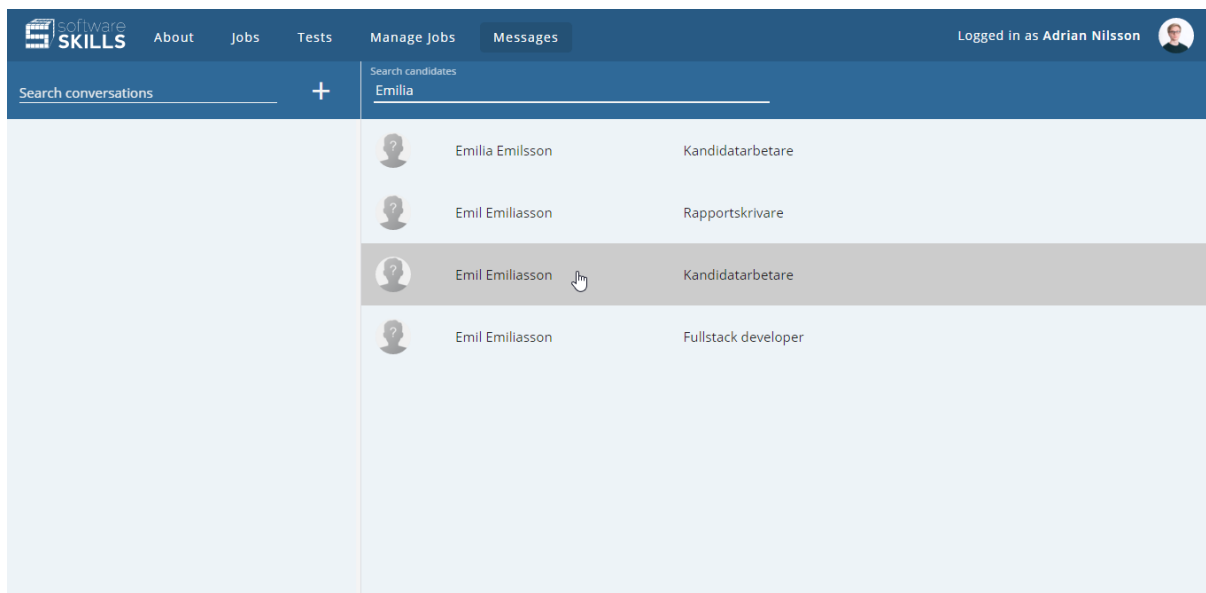 software
SKILLS
About Jobs Tests Manage Jobs Messages Logged in as Adrian Nilsson
Search conversations +
Search candidates
Emilia
? Emilia Emilsson Kandidatarbetare
? Emil Emiliasson Rapportskrivare
? Emil Emiliasson Kandidatarbetare
? Emil Emiliasson Fullstack developer